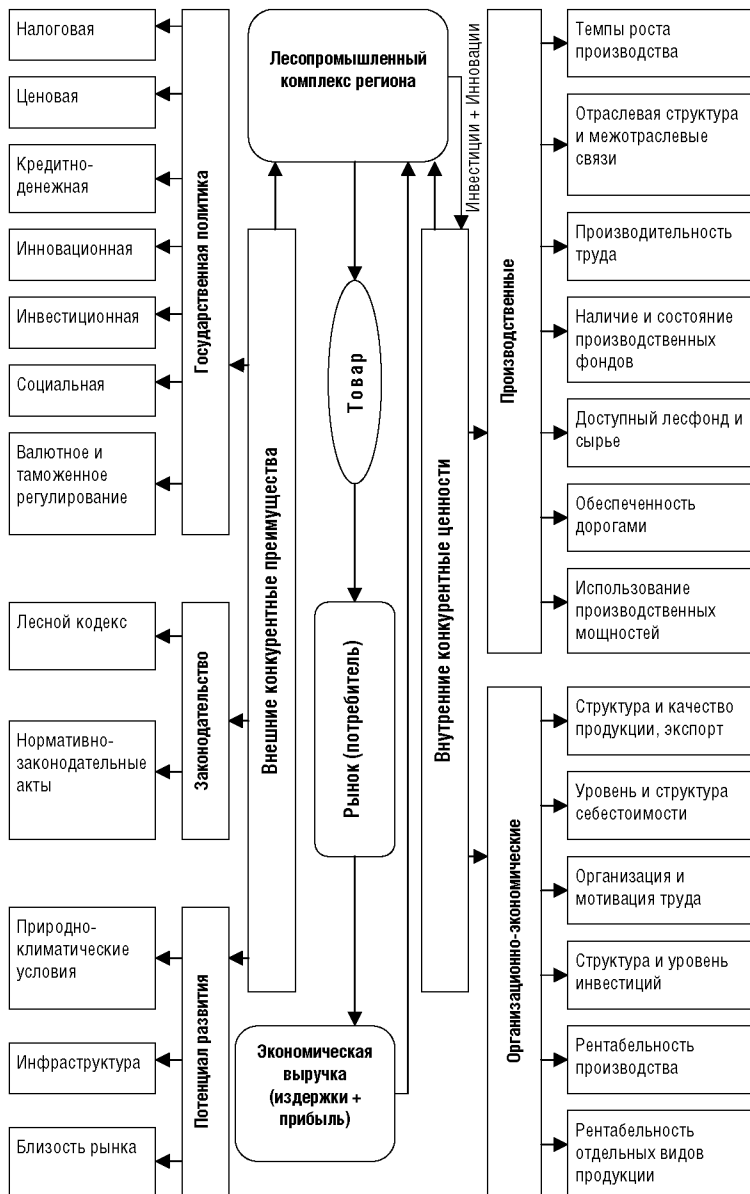 Налоговая
Ценовая
Кредитно-
денежная
Инновационная
Инвестиционная
Социальная
Валютное и
таможенное
регулирование
Государственная политика
Лесной кодекс
Нормативно-
законодательные
акты
Законодательство
Природно-
климатические
условия
Инфраструктура
Близость рынка
Потенциал развития
Внешние конкурентные преимущества
Лесопромышленный
комплекс региона
Товар
Рынок (потребитель)
Экономическая
выручка
(издержки +
прибыль)
Инвестиции + Инновации
Внутренние конкурентные ценности
Производственные
Темпы роста
производства
Отраслевая структура
и межотраслевые
связи
Производительность
труда
Наличие и состояние
производственных
фондов
Доступный лесфонд и
сырье
Обеспеченность
дорогами
Использование
производственных
мощностей
Организационно-экономические
Структура и качество
продукции, экспорт
Уровень и структура
себестоимости
Организация и
мотивация труда
Структура и уровень
инвестиций
Рентабельность
производства
Рентабельность
отдельных видов
продукции